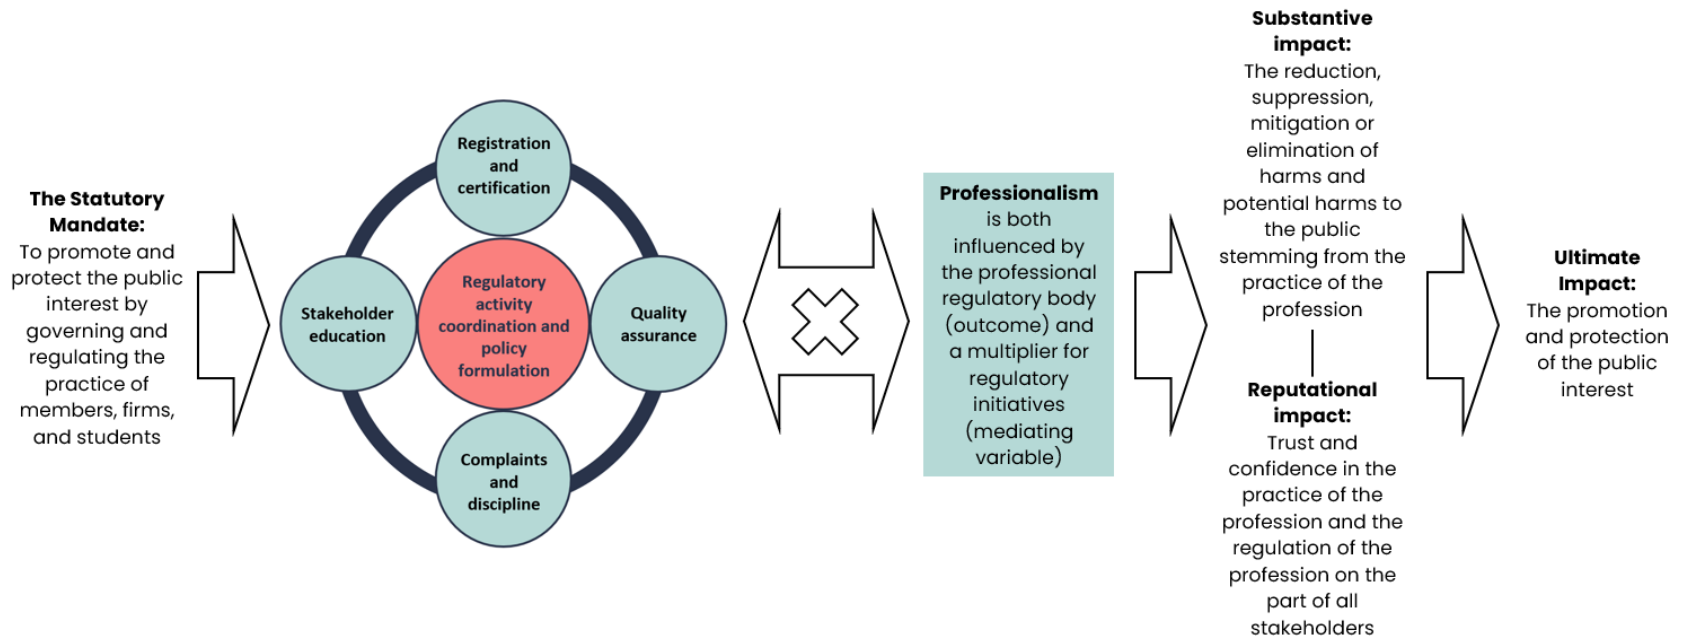 The Statutory
Mandate:
To promote and
protect the public
interest by
governing and
regulating the
practice of
members, firms,
and students
Registration
and
certification
Stakeholder
education
Regulatory
activity
coordination and
policy
formulation
Quality
assurance
Complaints
and
discipline
Professionalism
is both
influenced by
the professional
regulatory body
(outcome) and
a multiplier for
regulatory
initiatives
(mediating
variable)
Substantive
impact:
The reduction,
suppression,
mitigation or
elimination of
harms and
potential harms to
the public
stemming from the
practice of the
profession
Reputational
impact:
Trust and
confidence in the
practice of the
profession and the
regulation of the
profession on the
part of all
stakeholders
Ultimate
Impact:
The promotion
and protection
of the public
interest